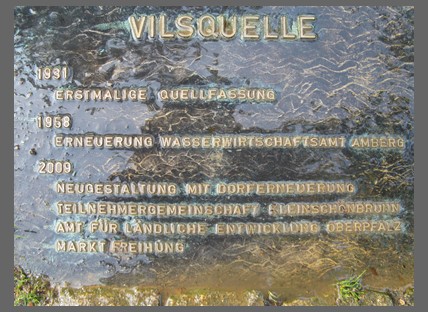 VILSQUELLE
1931
ERSTMALIGE QUELLFASSUNG
1968
ERNEUERUNG WASSERWIRTSCHAFTSAMT AMBERG
2009
NEUGESTALTUNG MIT DORFERNEUERUNG
TEILNEHMERGEMEINSCHAFT KLEINSCHÖNBRUNN
AMT FÜR LÄNDLICHE ENTWICKLUNG OBERPFALZ
MARKT FREIHUNG